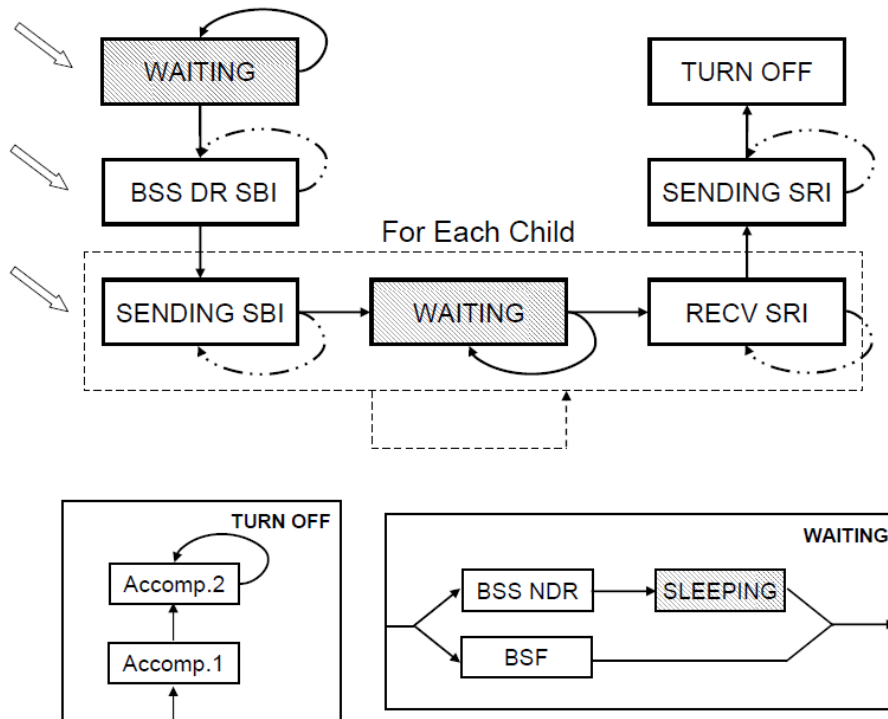 WAITING
TURN OFF
BSS DR SBI
SENDING SRI
For Each Child
SENDING SBI
WAITING
RECV SRI
TURN OFF
WAITING
Accomp.2
BSS NDR
SLEEPING
Accomp.1
BSF